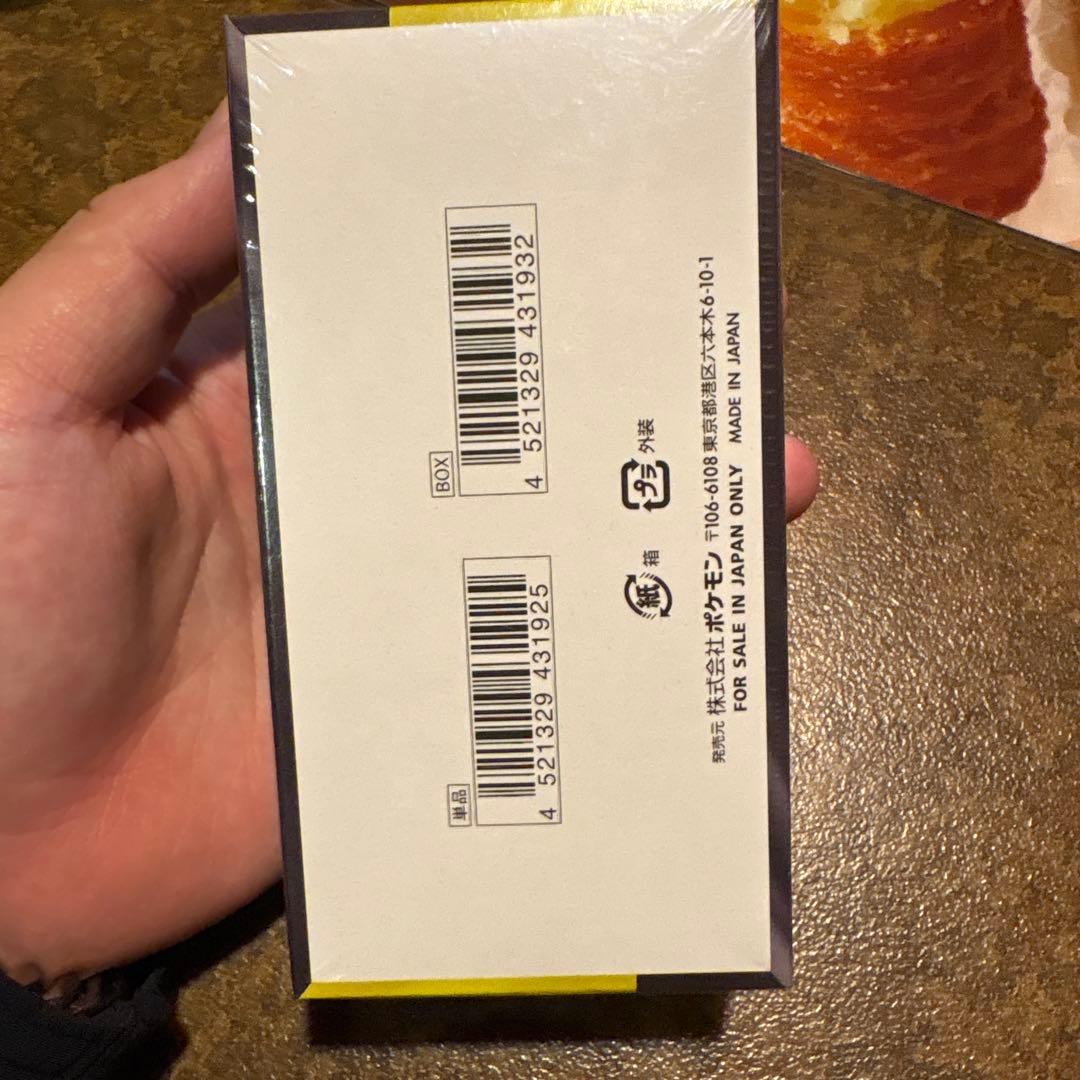 単品
4 521329 431925
BOX
4 521329 431932
紙 箱
プラ 外装
発売元 株式会社ポケモン 〒106-6108 東京都港区六本木6-10-1
FOR SALE IN JAPAN ONLY MADE IN JAPAN